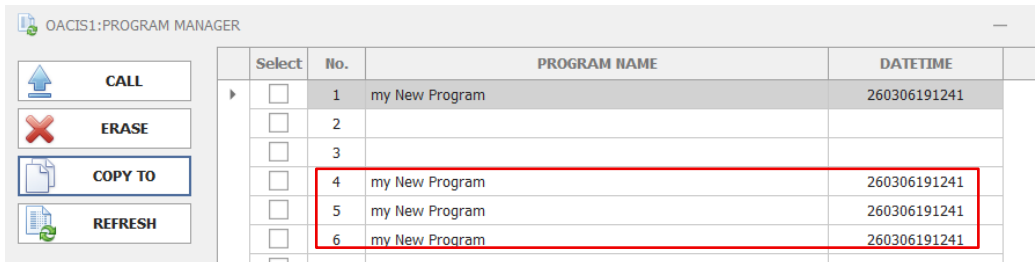 OACIS1:PROGRAM MANAGER
CALL
ERASE
COPY TO
REFRESH
Select No. PROGRAM NAME DATETIME
1 my New Program 260306191241
2
3
4 my New Program 260306191241
5 my New Program 260306191241
6 my New Program 260306191241